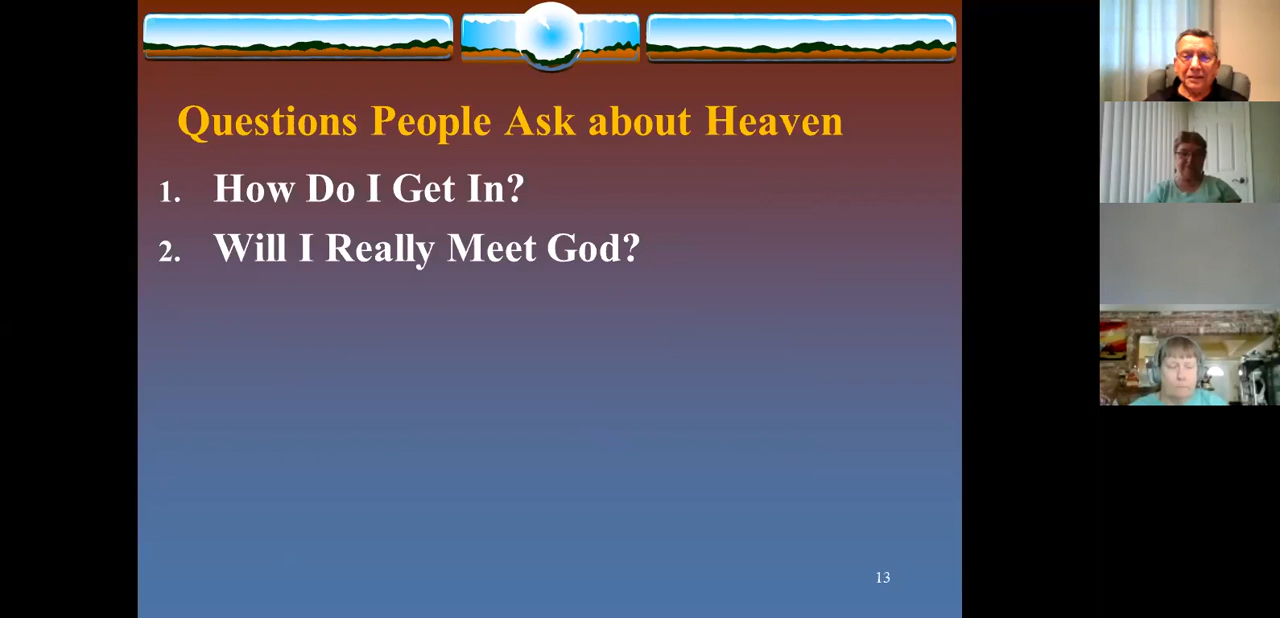 Questions People Ask about Heaven
1. How Do I Get In?
2. Will I Really Meet God?
13